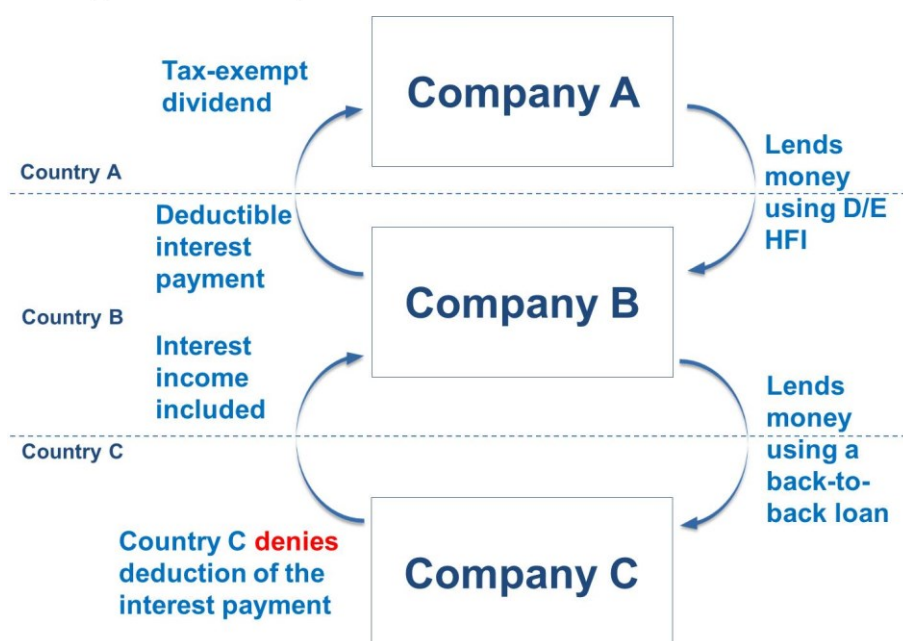 Tax-exempt
dividend
Company A
Lends
money
using D/E
HFI
Country A
Deductible
interest
payment
Company B
Country B
Interest
income
included
Lends
money
using a
back-to-
back loan
Country C
Country C denies
deduction of the
interest payment
Company C